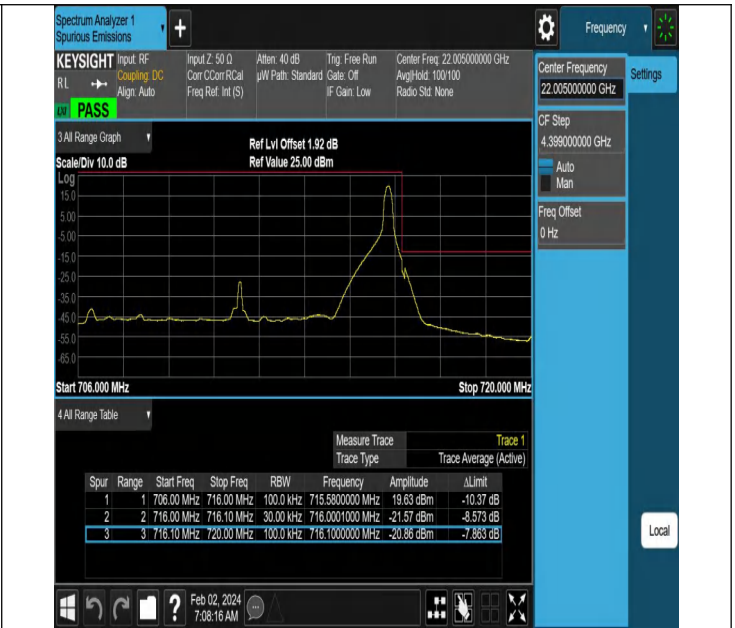 Spectrum Analyzer 1
Spurious Emissions
+
Frequency
KEYSIGHT Input: RF Input Z: 50 Ω Atten: 40 dB Trig: Free Run Center Freq: 22.005000000 GHz
RL Coupling: DC Corr CCorr RCal µW Path: Standard Gate: Off Avg|Hold: 100/100
Align: Auto Freq Ref: Int (S) IF Gain: Low Radio Std: None
LXI PASS
Center Frequency
22.005000000 GHz
Settings
CF Step
4.399000000 GHz
Auto
Man
Freq Offset
0 Hz
3 All Range Graph
Ref Lvl Offset 1.92 dB
Scale/Div 10.0 dB Ref Value 25.00 dBm
Log
15.0
5.00
-5.00
-15.0
-25.0
-35.0
-45.0
-55.0
-65.0
Start 706.000 MHz Stop 720.000 MHz
4 All Range Table
Measure Trace Trace 1
Trace Type Trace Average (Active)
Spur Range Start Freq Stop Freq RBW Frequency Amplitude ΔLimit
1 1 706.00 MHz 716.00 MHz 100.0 kHz 715.5800000 MHz 19.63 dBm -10.37 dB
2 2 716.00 MHz 716.10 MHz 30.00 kHz 716.0001000 MHz -21.57 dBm -8.573 dB
3 3 716.10 MHz 720.00 MHz 100.0 kHz 716.1000000 MHz -20.86 dBm -7.863 dB
Local
?
Feb 02, 2024
7:08:16 AM